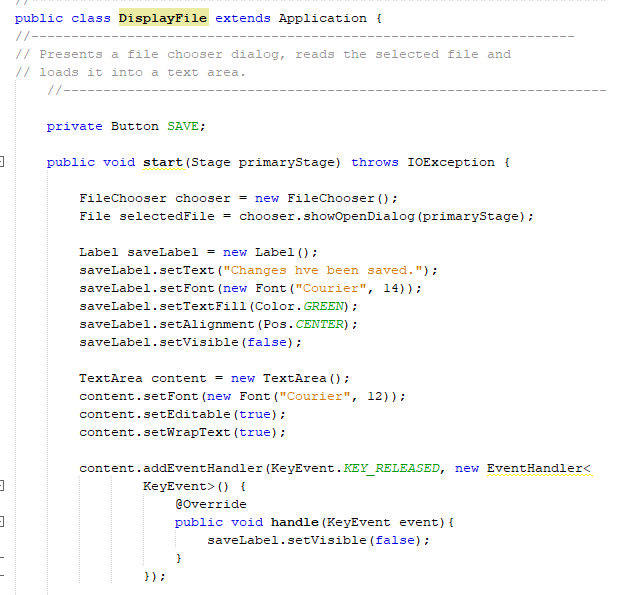 //------------------------------------------------------------------------
public class DisplayFile extends Application {
//--------------------------------------------------------------------
// Presents a file chooser dialog, reads the selected file and
// loads it into a text area.
//--------------------------------------------------------------------
private Button SAVE;
public void start(Stage primaryStage) throws IOException {
FileChooser chooser = new FileChooser();
File selectedFile = chooser.showOpenDialog(primaryStage);
Label saveLabel = new Label();
saveLabel.setText("Changes hve been saved.");
saveLabel.setFont(new Font("Courier", 14));
saveLabel.setTextFill(Color.GREEN);
saveLabel.setAlignment(Pos.CENTER);
saveLabel.setVisible(false);
TextArea content = new TextArea();
content.setFont(new Font("Courier", 12));
content.setEditable(true);
content.setWrapText(true);
content.addEventHandler(KeyEvent.KEY_RELEASED, new EventHandler<
KeyEvent>() {
@Override
public void handle(KeyEvent event){
saveLabel.setVisible(false);
}
});